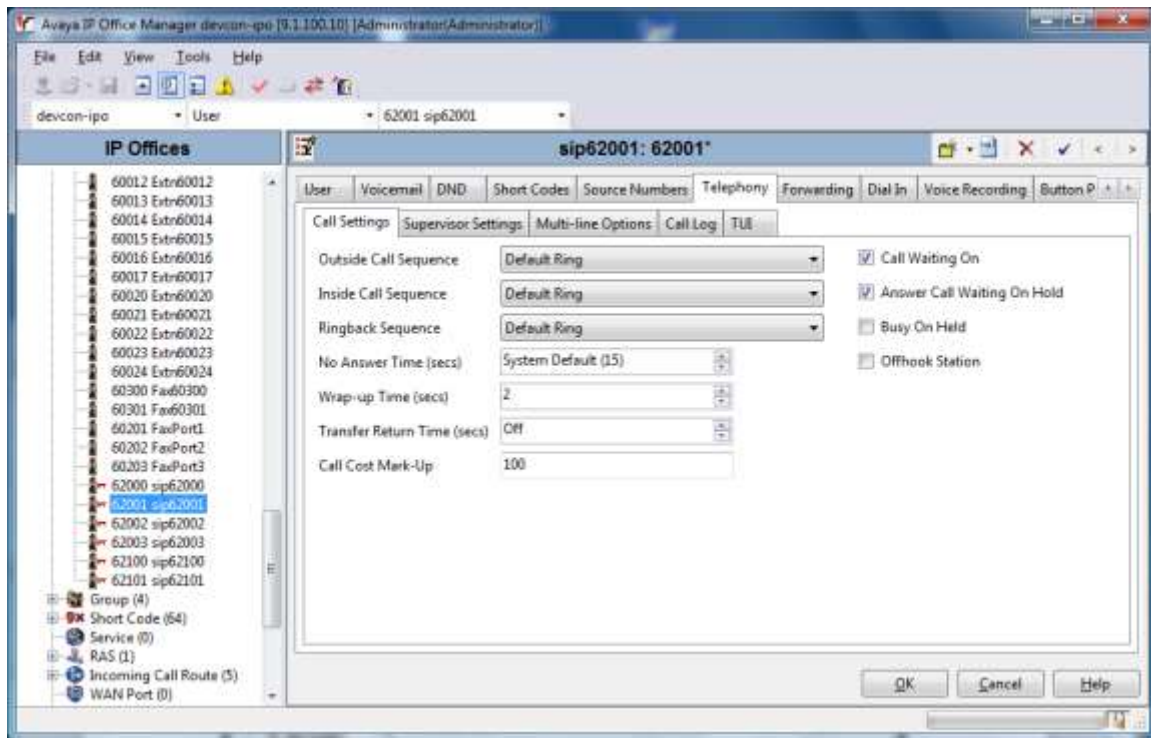 Avaya IP Office Manager devcon-ipo [9.1.100.10] [Administrator(Administrator)]
File Edit View Tools Help
devcon-ipo User 62001 sip62001
IP Offices
60012 Extn60012
60013 Extn60013
60014 Extn60014
60015 Extn60015
60016 Extn60016
60017 Extn60017
60020 Extn60020
60021 Extn60021
60022 Extn60022
60023 Extn60023
60024 Extn60024
60300 Fax60300
60301 Fax60301
60201 FaxPort1
60202 FaxPort2
60203 FaxPort3
62000 sip62000
62001 sip62001
62002 sip62002
62003 sip62003
62100 sip62100
62101 sip62101
Group (4)
Short Code (64)
Service (0)
RAS (1)
Incoming Call Route (5)
WAN Port (0)
sip62001: 62001*
User Voicemail DND Short Codes Source Numbers Telephony Forwarding Dial In Voice Recording Button P
Call Settings Supervisor Settings Multi-line Options Call Log TUI
Outside Call Sequence Default Ring
Inside Call Sequence Default Ring
Ringback Sequence Default Ring
No Answer Time (secs) System Default (15)
Wrap-up Time (secs) 2
Transfer Return Time (secs) Off
Call Cost Mark-Up 100
Call Waiting On
Answer Call Waiting On Hold
Busy On Held
Offhook Station
OK Cancel Help